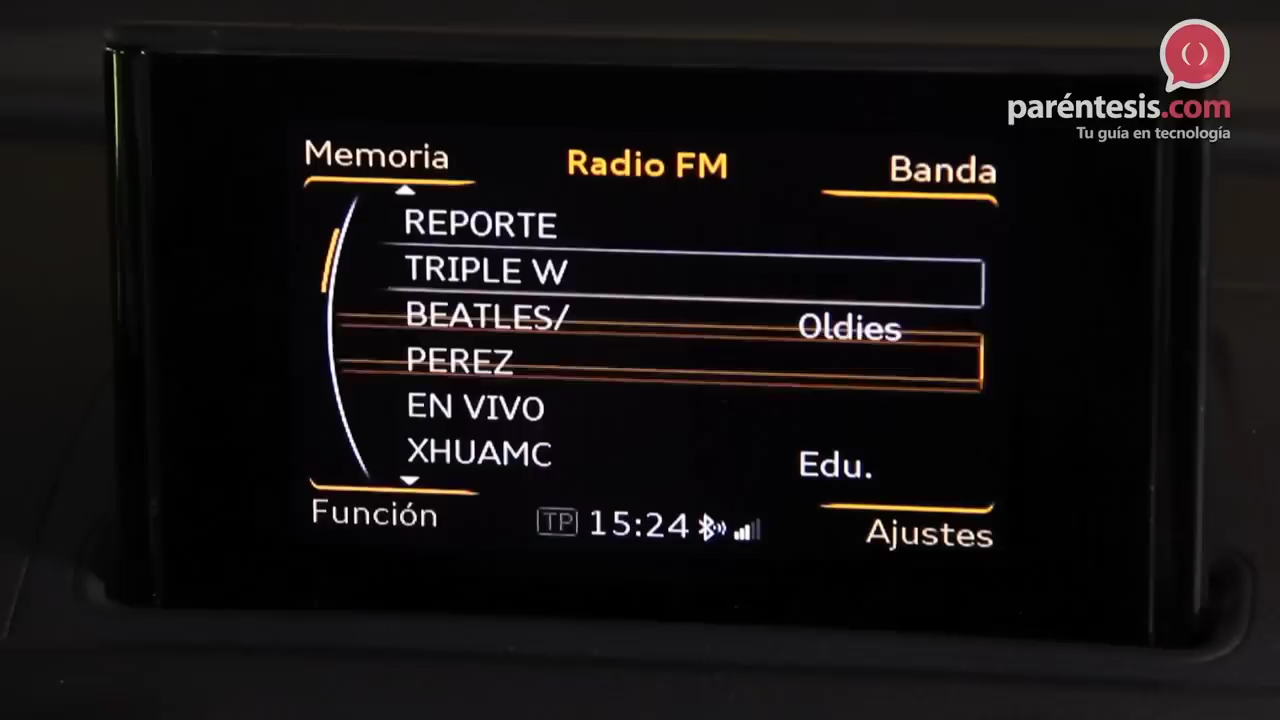 paréntesis.com
Tu guía en tecnología
Memoria
Radio FM
Banda
REPORTE
TRIPLE W
BEATLES/ Oldies
PEREZ
EN VIVO
XHUAMC Edu.
Función
TP 15:24
Ajustes